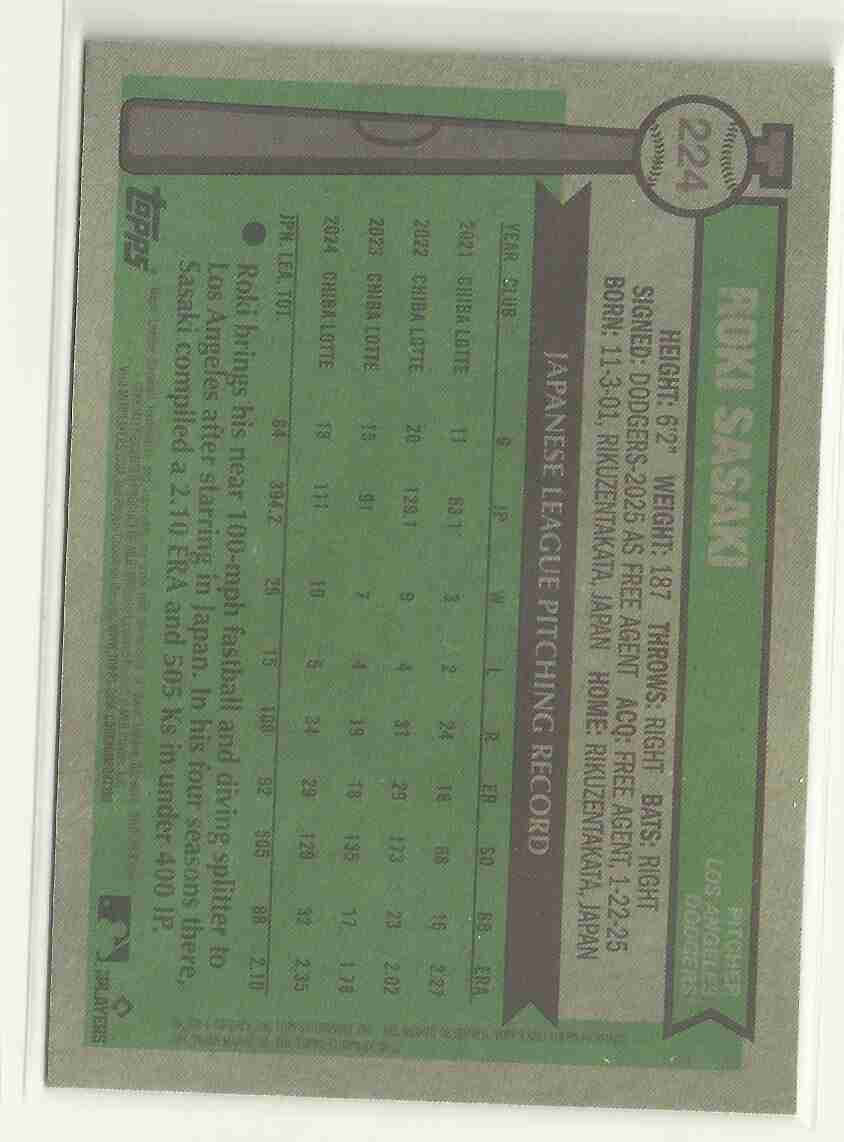 224
ROKI SASAKI
PITCHER
LOS ANGELES
DODGERS
HEIGHT: 6'2" WEIGHT: 187 THROWS: RIGHT BATS: RIGHT
SIGNED: DODGERS-2025 AS FREE AGENT ACQ: FREE AGENT, 1-22-25
BORN: 11-3-01, RIKUZENTAKATA, JAPAN HOME: RIKUZENTAKATA, JAPAN
JAPANESE LEAGUE PITCHING RECORD
YEAR CLUB G IP W L R ER SO BB ERA
2021 CHIBA LOTTE 11 63.1 3 2 24 16 68 16 2.27
2022 CHIBA LOTTE 20 129.1 9 4 31 29 173 23 2.02
2023 CHIBA LOTTE 15 91 7 4 19 18 135 17 1.78
2024 CHIBA LOTTE 18 111 10 5 34 29 129 32 2.35
JPN. LEA. TOT. 64 394.2 29 15 108 92 505 88 2.10
Roki brings his near 100-mph fastball and diving splitter to
Los Angeles after starring in Japan. In his four seasons there,
Sasaki compiled a 2.10 ERA and 505 Ks in under 400 IP.
TOPPS
PLAYERS